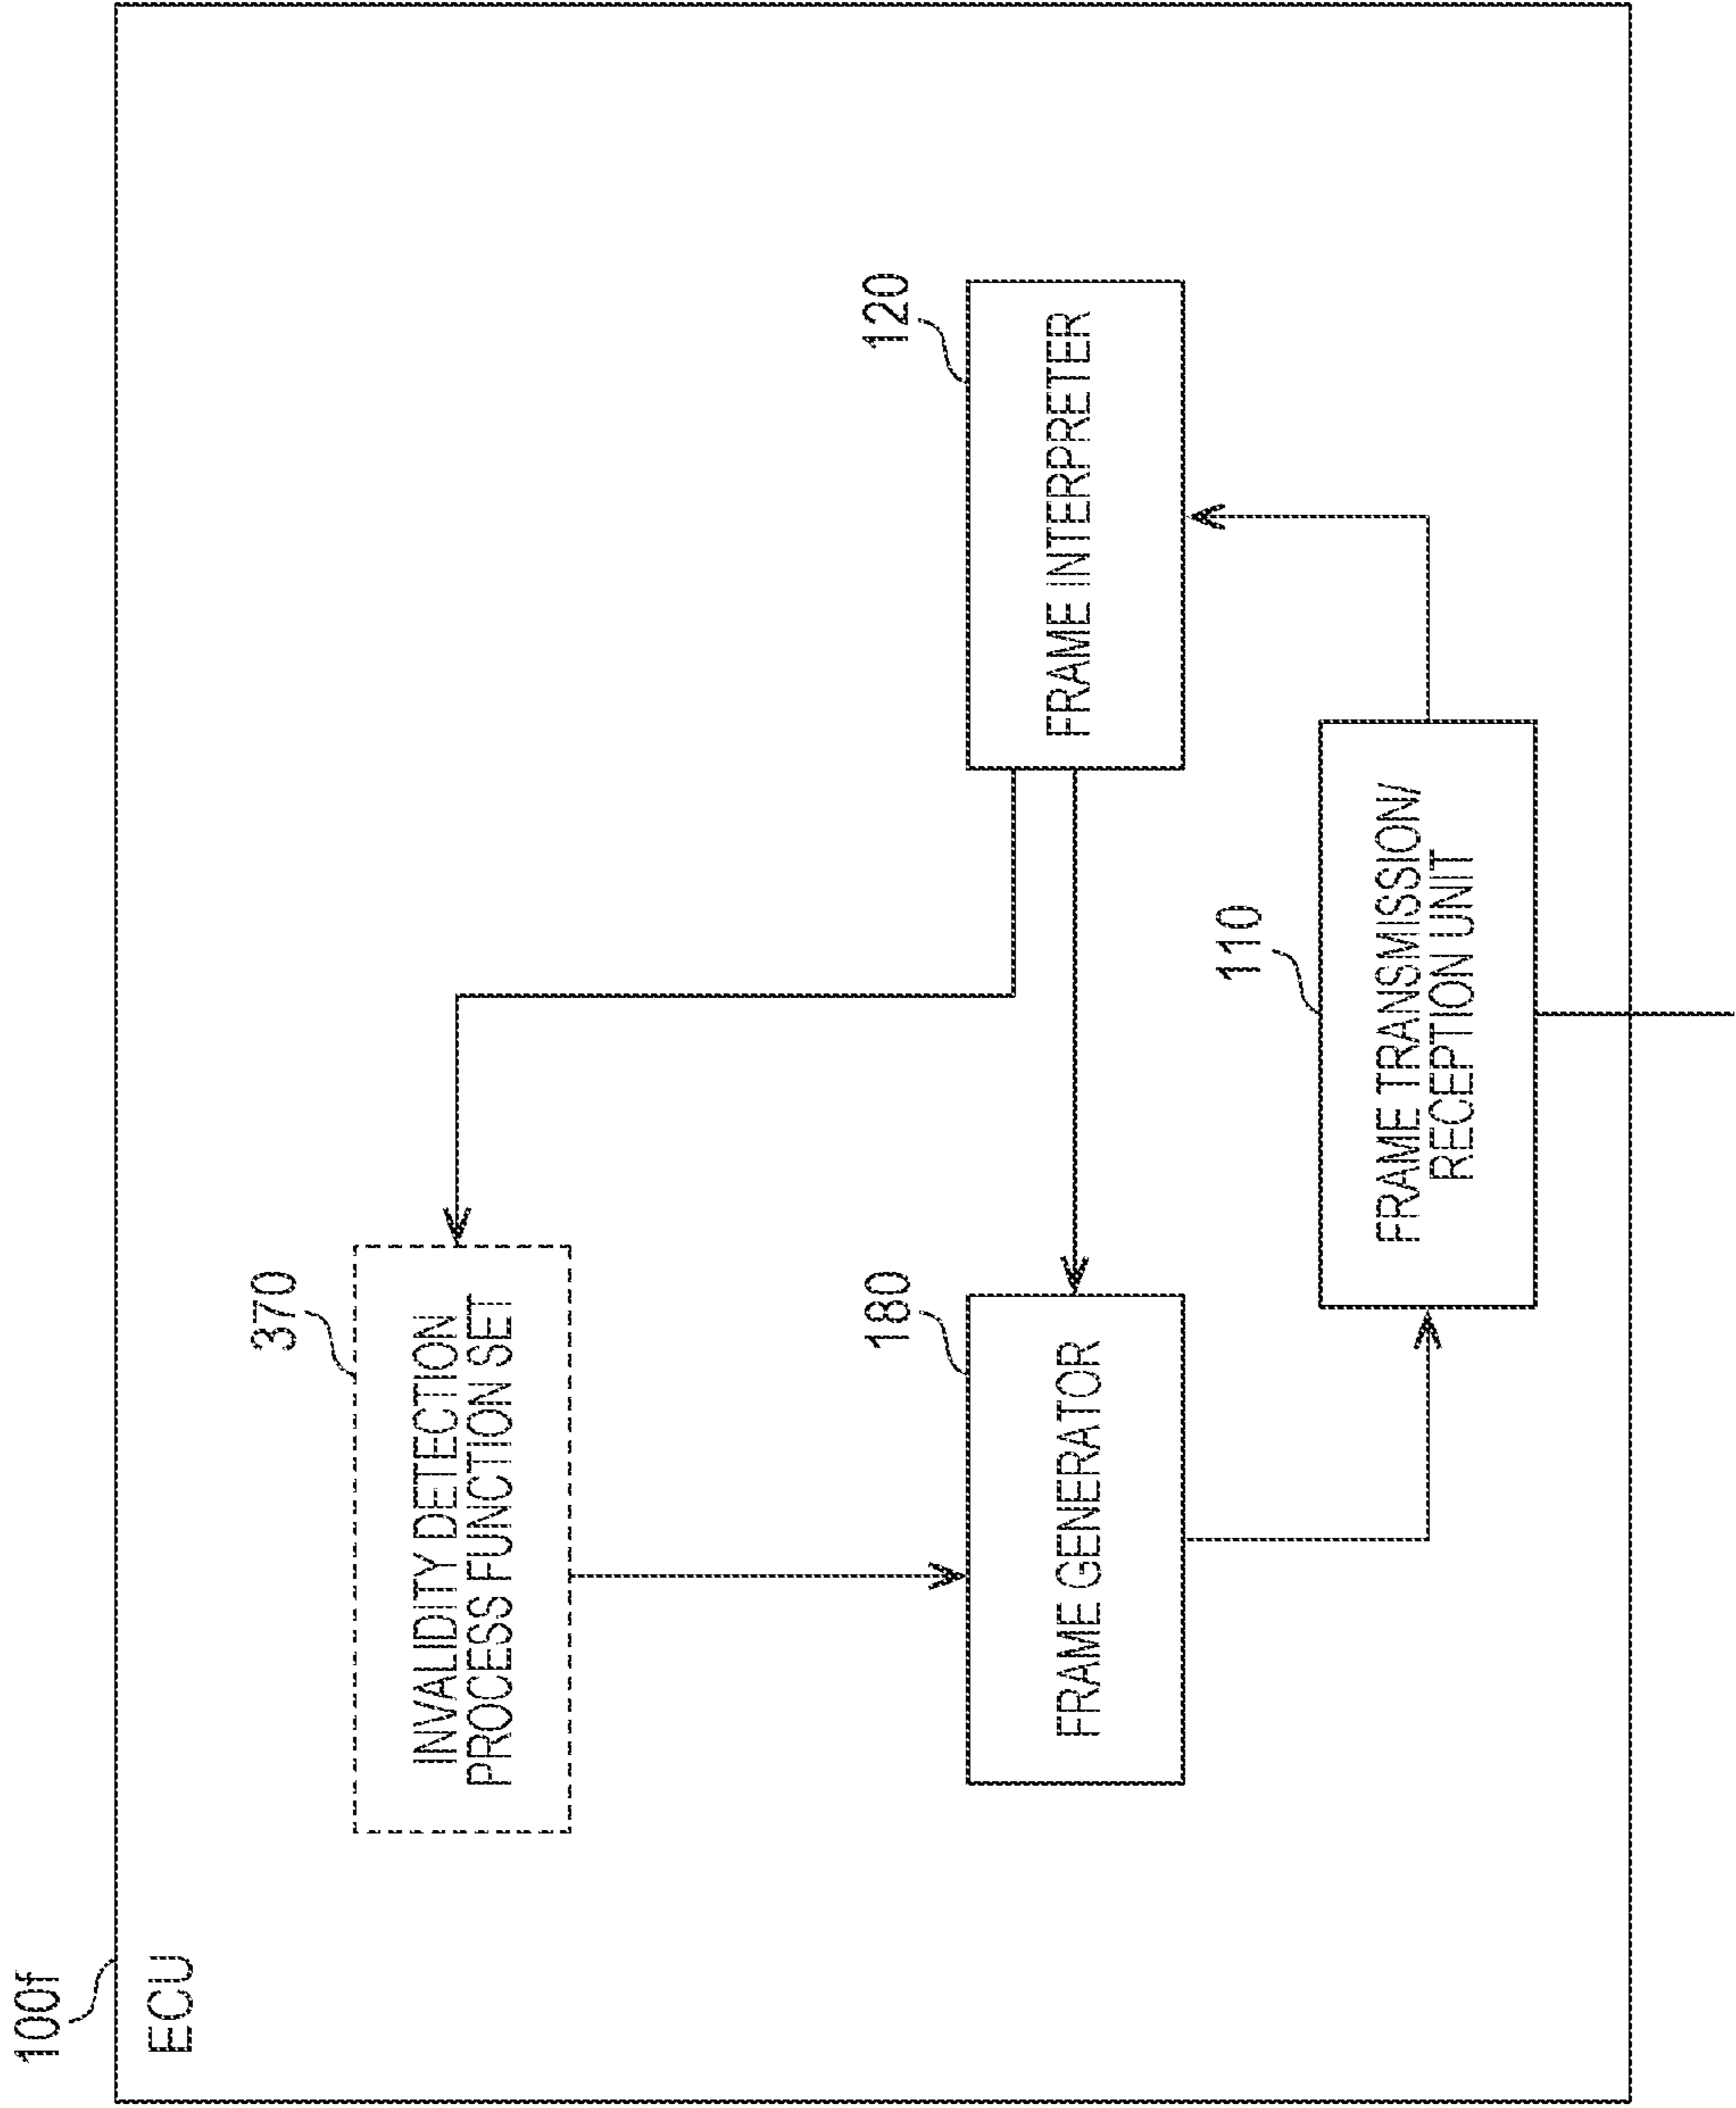 100f
ECU
370
INVALIDITY DETECTION
PROCESS FUNCTION SET
180
FRAME GENERATOR
120
FRAME INTERPRETER
110
FRAME TRANSMISSION/
RECEPTION UNIT